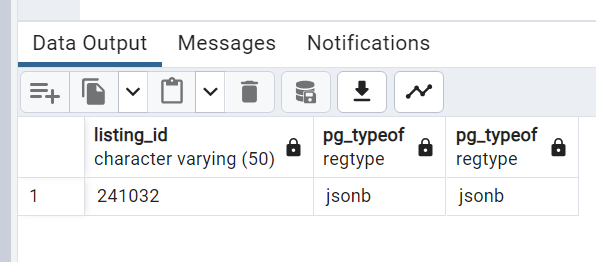 Data Output Messages Notifications
listing_id pg_typeof pg_typeof
character varying (50) regtype regtype
1 241032 jsonb jsonb